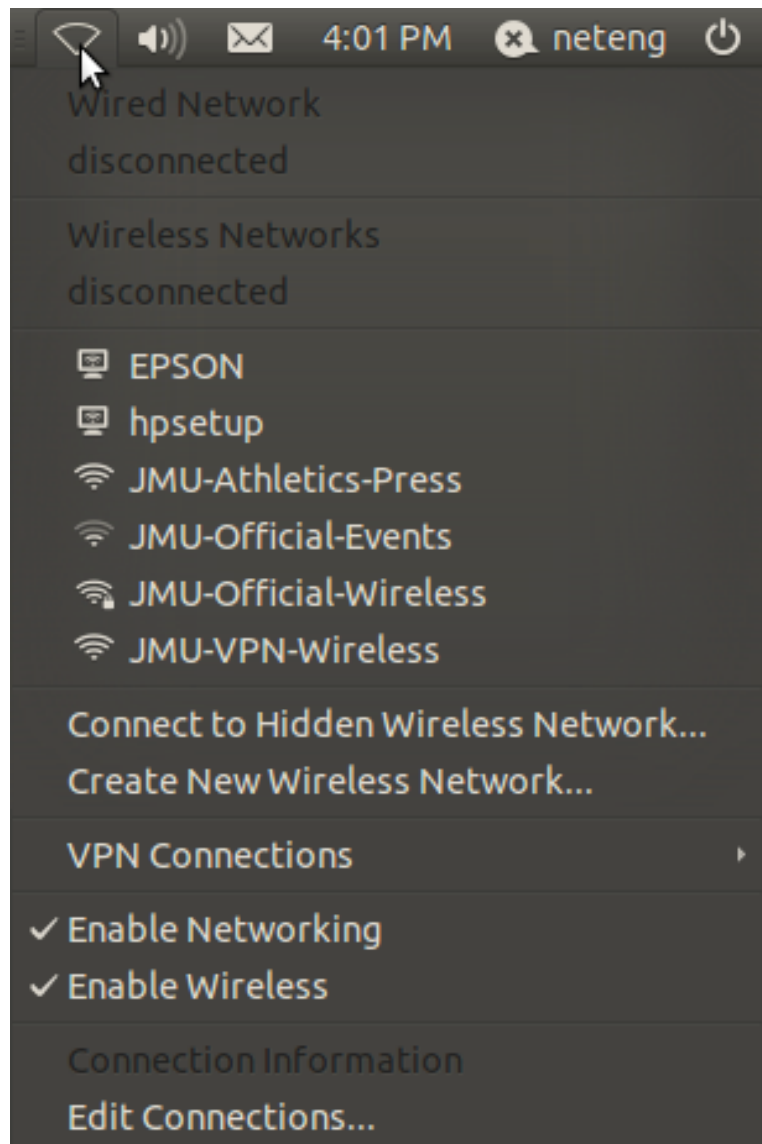 4:01 PM neteng
Wired Network
disconnected
Wireless Networks
disconnected
EPSON
hpsetup
JMU-Athletics-Press
JMU-Official-Events
JMU-Official-Wireless
JMU-VPN-Wireless
Connect to Hidden Wireless Network...
Create New Wireless Network...
VPN Connections
Enable Networking
Enable Wireless
Connection Information
Edit Connections...